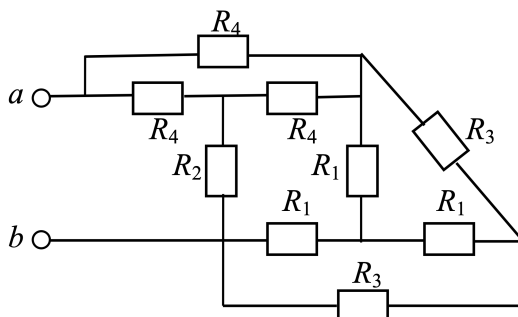 R₄
a
R₄ R₄ R₃
R₂ R₁
R₁ R₁
b
R₃